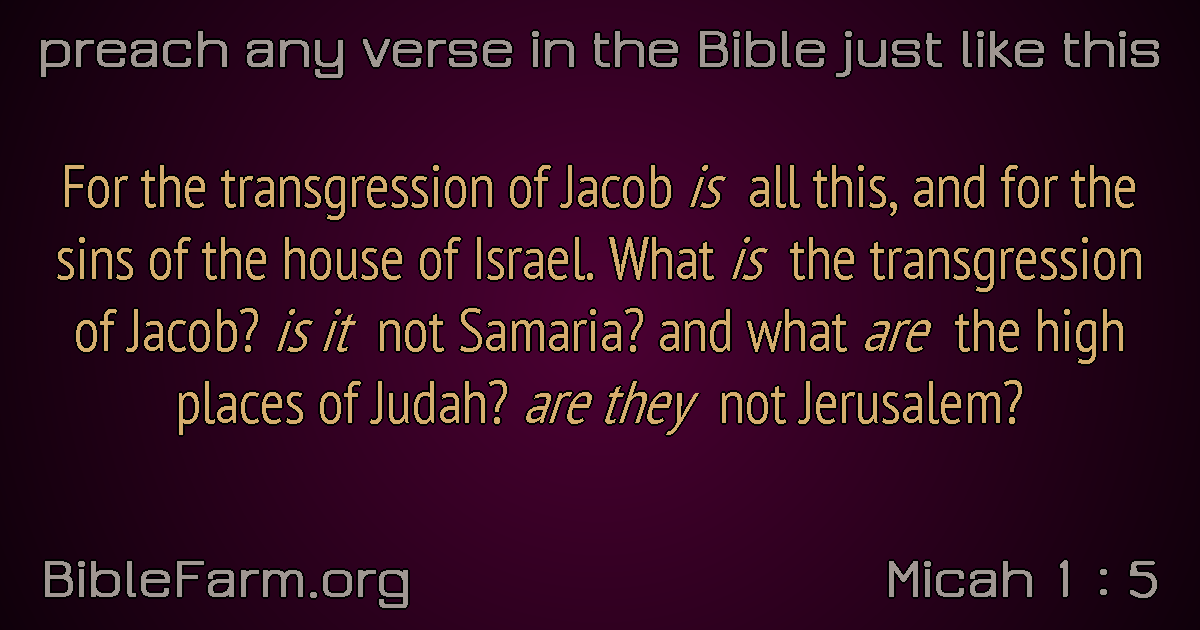 preach any verse in the Bible just like this
For the transgression of Jacob is all this, and for the
sins of the house of Israel. What is the transgression
of Jacob? is it not Samaria? and what are the high
places of Judah? are they not Jerusalem?
BibleFarm.org
Micah 1 : 5